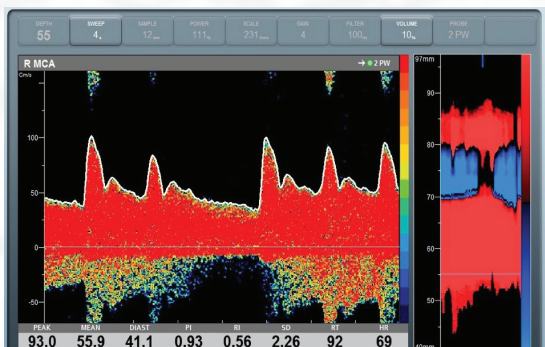 DEPTH SWEEP SAMPLE POWER SCALE GAIN FILTER VOLUME PROBE
55 4 12 111% 231 4 100 10% 2 PW
R MCA → 2 PW
Cm/s
100
50
0
-50
PEAK MEAN DIAST PI RI SD RT HR
93.0 55.9 41.1 0.93 0.56 2.26 92 69
97mm
90
80
70
60
50
40mm